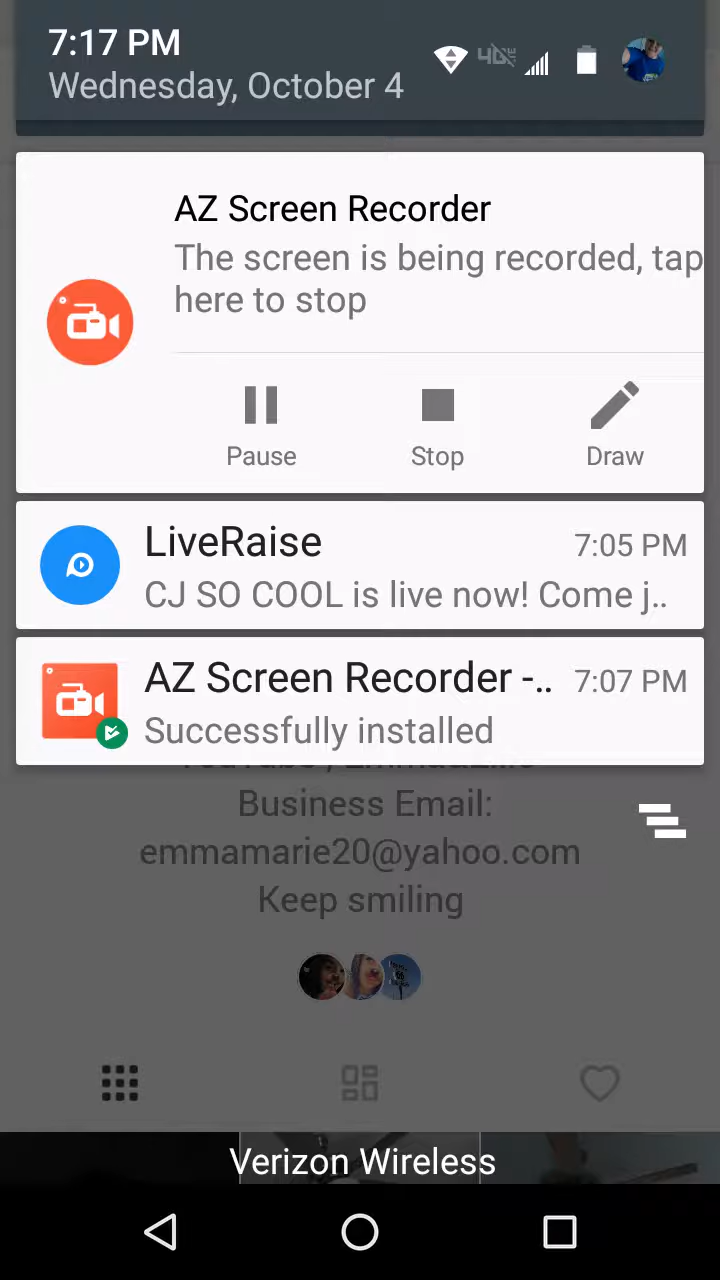 7:17 PM
Wednesday, October 4
AZ Screen Recorder
The screen is being recorded, tap
here to stop
Pause
Stop
Draw
LiveRaise
7:05 PM
CJ SO COOL is live now! Come j..
AZ Screen Recorder -..
7:07 PM
Successfully installed
Business Email:
emmamarie20@yahoo.com
Keep smiling
Verizon Wireless